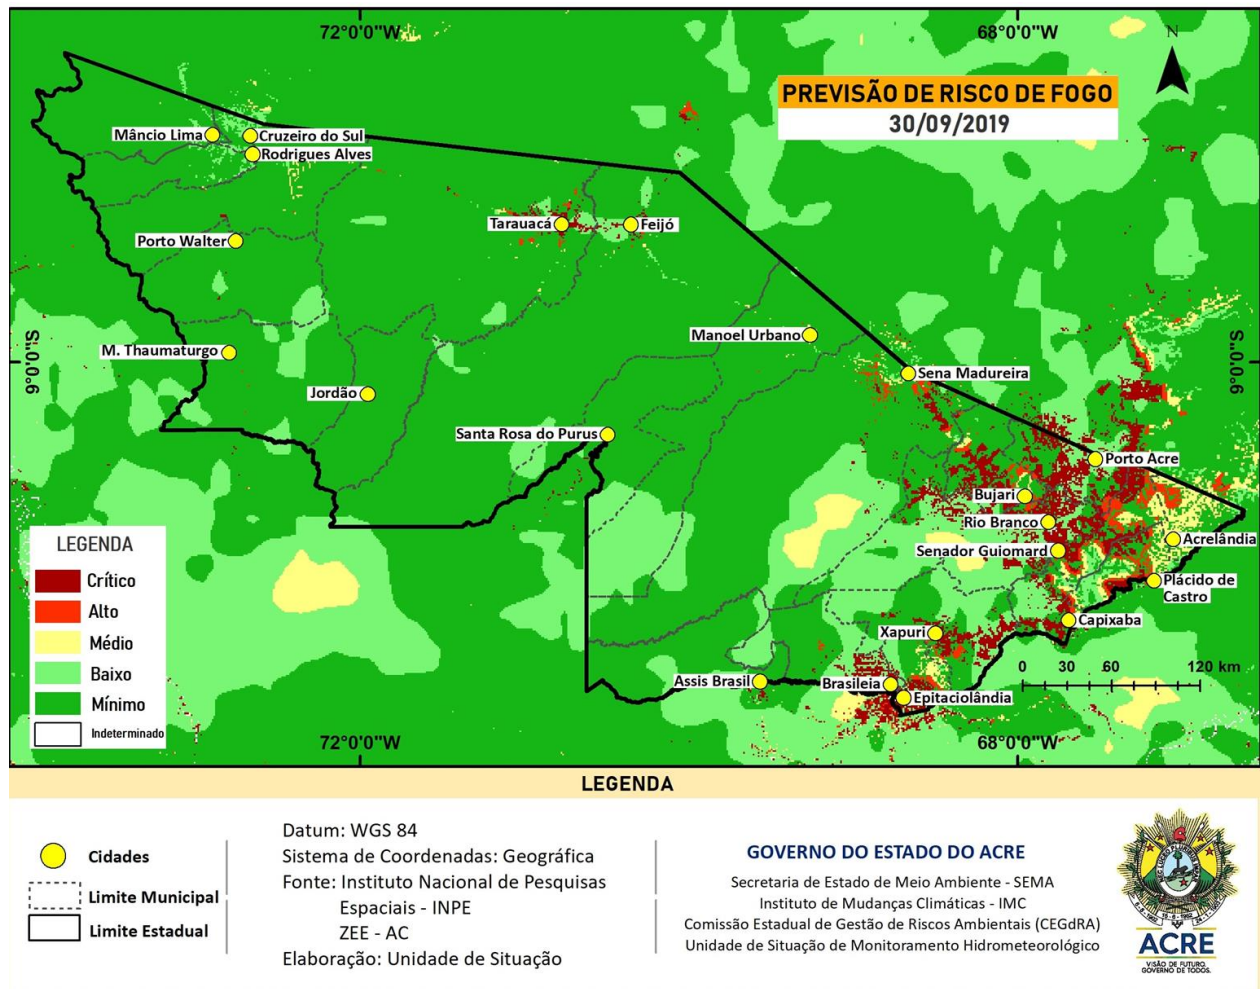 72°0'0"W
68°0'0"W
N
PREVISÃO DE RISCO DE FOGO
30/09/2019
Mâncio Lima
Cruzeiro do Sul
Rodrigues Alves
Tarauacá
Feijó
Porto Walter
Manoel Urbano
9°0'0"S
M. Thaumaturgo
9°0'0"S
Sena Madureira
Jordão
Santa Rosa do Purus
Porto Acre
Bujari
Rio Branco
Acrelândia
Senador Guiomard
Plácido de
Castro
Capixaba
Xapuri
Assis Brasil
Brasileia
Epitaciolândia
0 30 60 120 km
LEGENDA
Crítico
Alto
Médio
Baixo
Mínimo
Indeterminado
72°0'0"W
68°0'0"W
LEGENDA
Cidades
Limite Municipal
Limite Estadual
Datum: WGS 84
Sistema de Coordenadas: Geográfica
Fonte: Instituto Nacional de Pesquisas
Espaciais - INPE
ZEE - AC
Elaboração: Unidade de Situação
GOVERNO DO ESTADO DO ACRE
Secretaria de Estado de Meio Ambiente - SEMA
Instituto de Mudanças Climáticas - IMC
Comissão Estadual de Gestão de Riscos Ambientais (CEGdRA)
Unidade de Situação de Monitoramento Hidrometeorológico
15-6-1962
ACRE
VISÃO DE FUTURO.
GOVERNO DE TODOS.